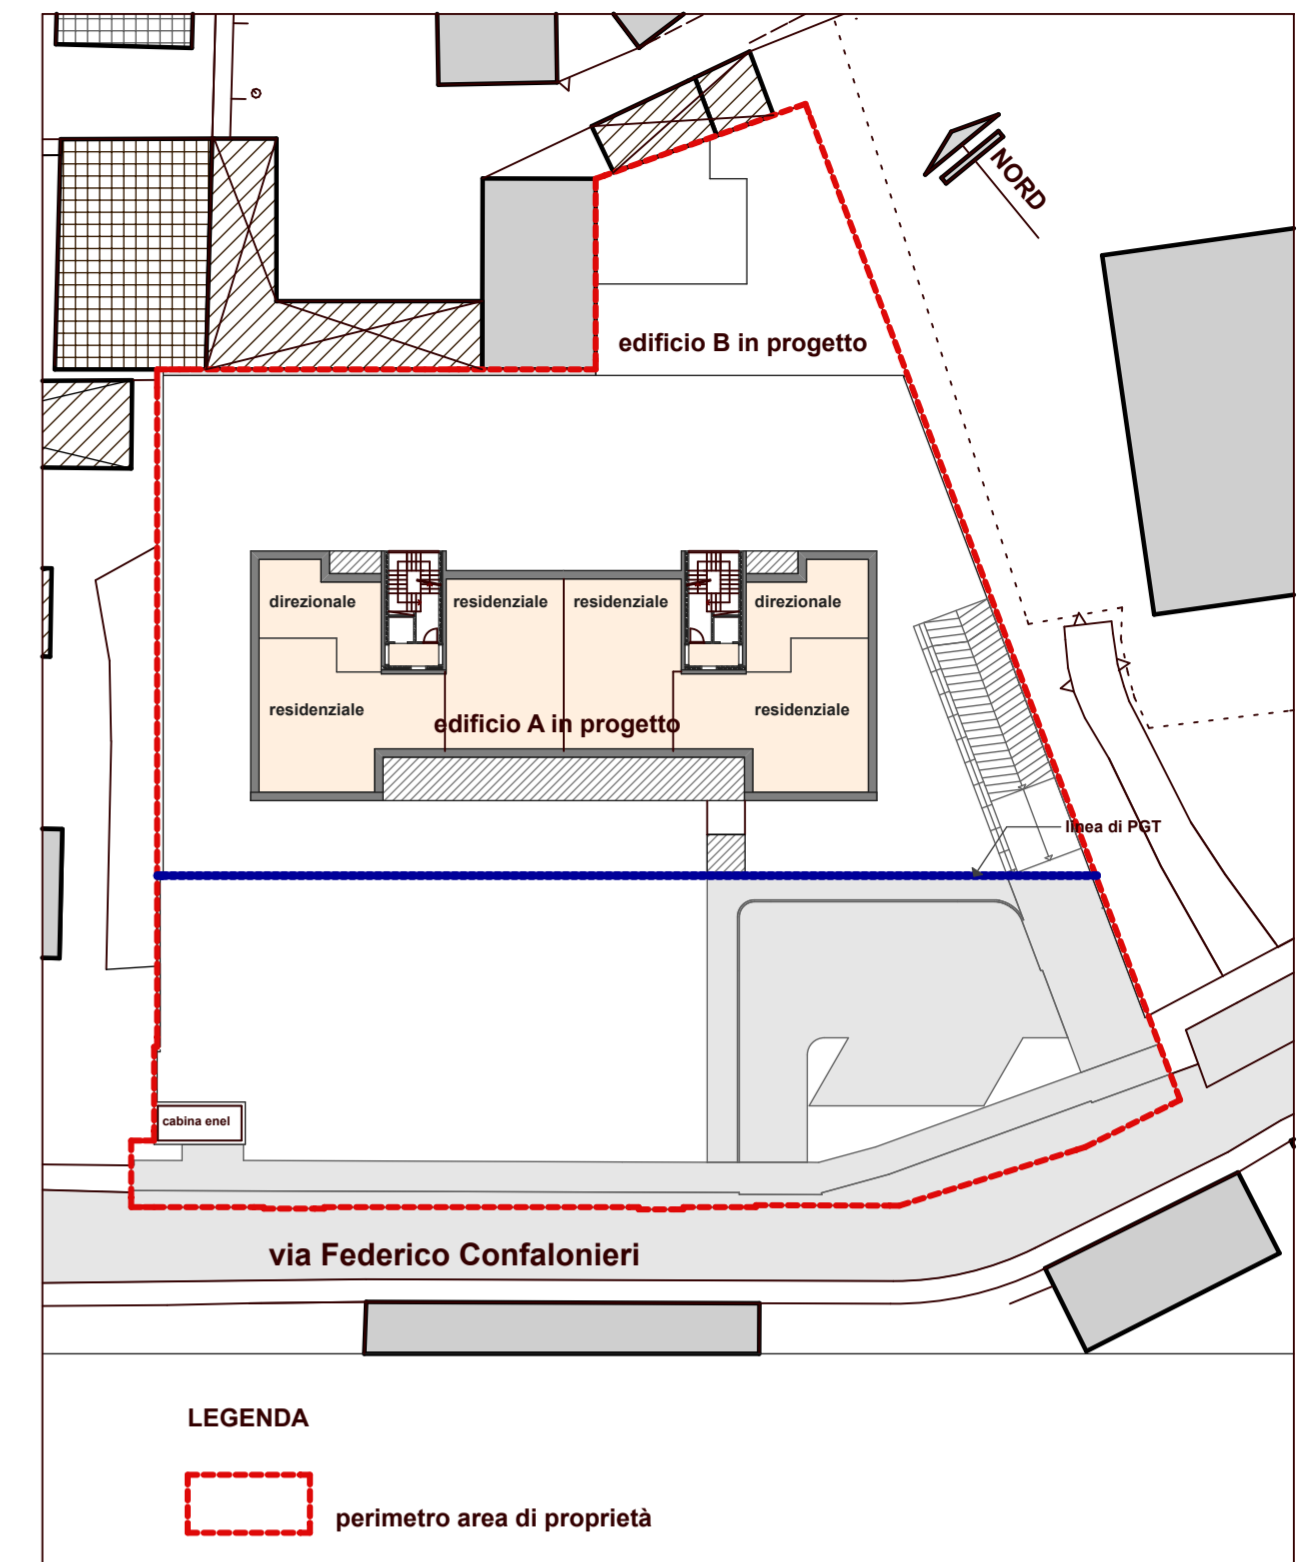 NORD
edificio B in progetto
direzionale
residenziale
residenziale
direzionale
residenziale
residenziale
edificio A in progetto
linea di PGT
cabina enel
via Federico Confalonieri
LEGENDA
perimetro area di proprietà